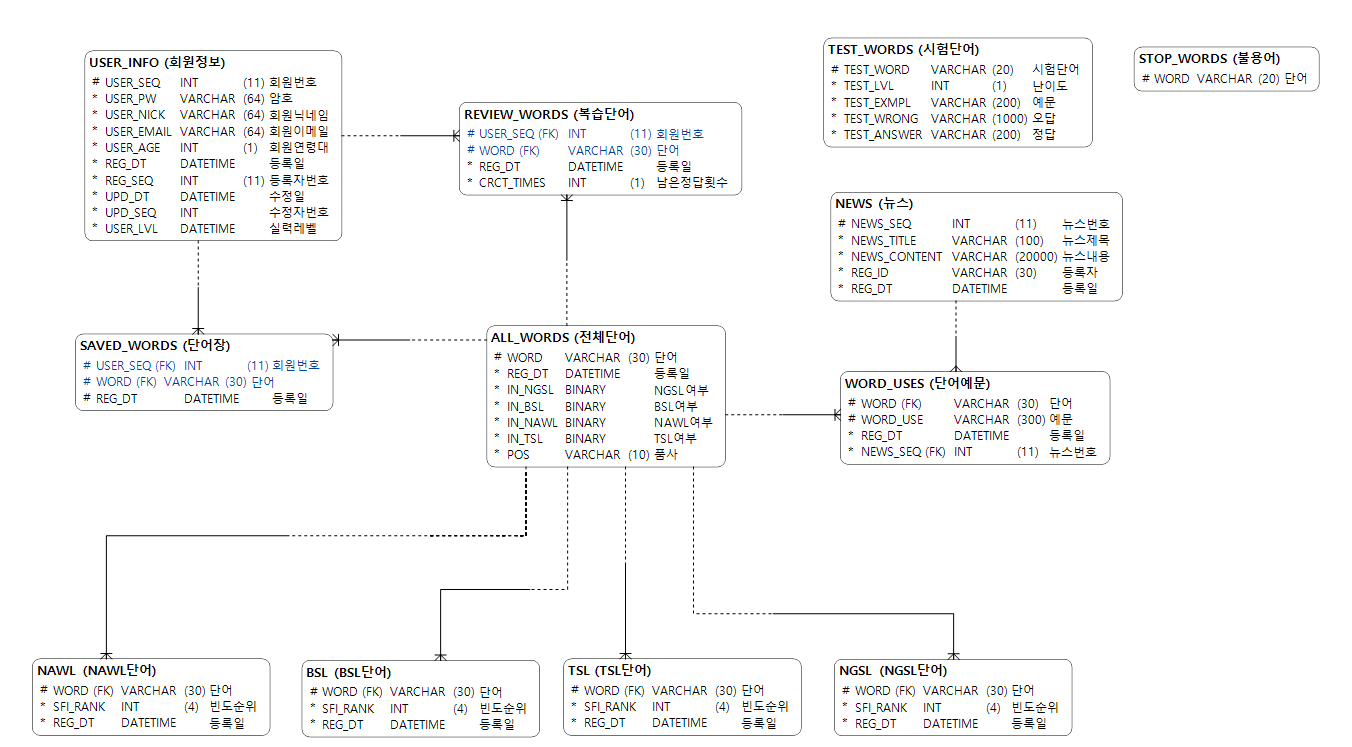 USER_INFO (회원정보)
# USER_SEQ INT (11) 회원번호
* USER_PW VARCHAR (64) 암호
* USER_NICK VARCHAR (64) 회원닉네임
* USER_EMAIL VARCHAR (64) 회원이메일
* USER_AGE INT (1) 회원연령대
* REG_DT DATETIME 등록일
* REG_SEQ INT (11) 등록자번호
* UPD_DT DATETIME 수정일
* UPD_SEQ INT 수정자번호
* USER_LVL DATETIME 실력레벨
REVIEW_WORDS (복습단어)
# USER_SEQ (FK) INT (11) 회원번호
# WORD (FK) VARCHAR (30) 단어
* REG_DT DATETIME 등록일
* CRCT_TIMES INT (1) 남은정답횟수
TEST_WORDS (시험단어)
# TEST_WORD VARCHAR (20) 시험단어
* TEST_LVL INT (1) 난이도
* TEST_EXMPL VARCHAR (200) 예문
* TEST_WRONG VARCHAR (1000) 오답
* TEST_ANSWER VARCHAR (200) 정답
STOP_WORDS (불용어)
# WORD VARCHAR (20) 단어
NEWS (뉴스)
# NEWS_SEQ INT (11) 뉴스번호
* NEWS_TITLE VARCHAR (100) 뉴스제목
* NEWS_CONTENT VARCHAR (20000) 뉴스내용
* REG_ID VARCHAR (30) 등록자
* REG_DT DATETIME 등록일
SAVED_WORDS (단어장)
# USER_SEQ (FK) INT (11) 회원번호
# WORD (FK) VARCHAR (30) 단어
# REG_DT DATETIME 등록일
ALL_WORDS (전체단어)
# WORD VARCHAR (30) 단어
* REG_DT DATETIME 등록일
* IN_NGSL BINARY NGSL여부
* IN_BSL BINARY BSL여부
* IN_NAWL BINARY NAWL여부
* IN_TSL BINARY TSL여부
* POS VARCHAR (10) 품사
WORD_USES (단어예문)
# WORD (FK) VARCHAR (30) 단어
# WORD_USE VARCHAR (300) 예문
* REG_DT DATETIME 등록일
* NEWS_SEQ (FK) INT (11) 뉴스번호
NAWL (NAWL단어)
# WORD (FK) VARCHAR (30) 단어
* SFI_RANK INT (4) 빈도순위
* REG_DT DATETIME 등록일
BSL (BSL단어)
# WORD (FK) VARCHAR (30) 단어
* SFI_RANK INT (4) 빈도순위
* REG_DT DATETIME 등록일
TSL (TSL단어)
# WORD (FK) VARCHAR (30) 단어
* SFI_RANK INT (4) 빈도순위
* REG_DT DATETIME 등록일
NGSL (NGSL단어)
# WORD (FK) VARCHAR (30) 단어
* SFI_RANK INT (4) 빈도순위
* REG_DT DATETIME 등록일